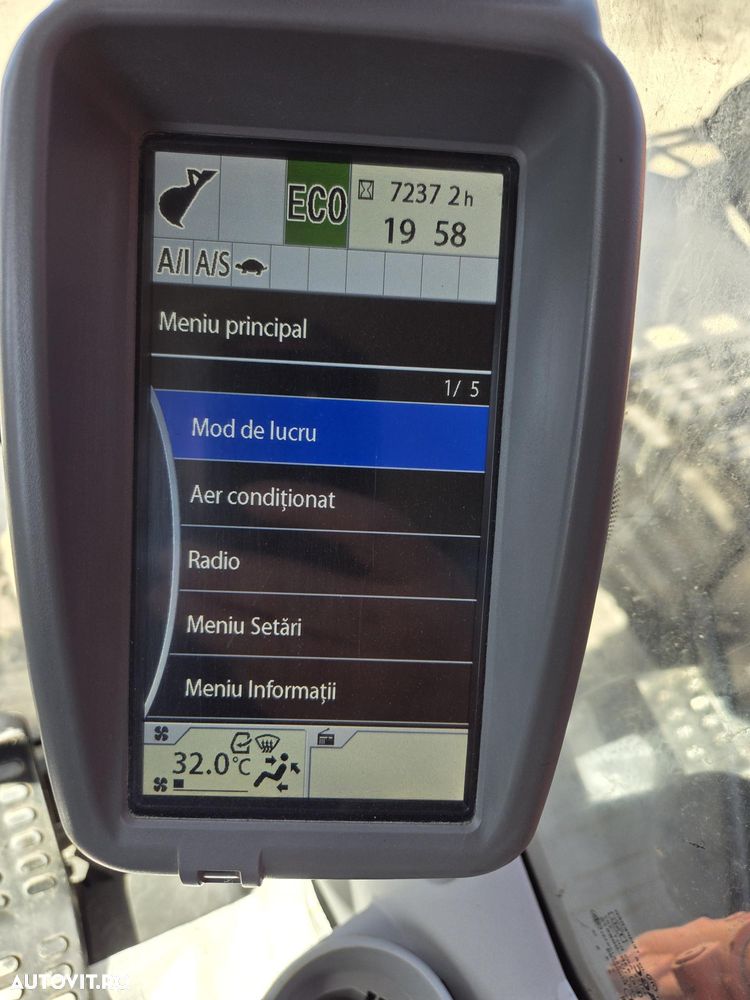 ECO
7237 2 h
19 58
A/I A/S
Meniu principal
1/ 5
Mod de lucru
Aer condiționat
Radio
Meniu Setări
Meniu Informații
32.0°C
AUTOVIT.RO